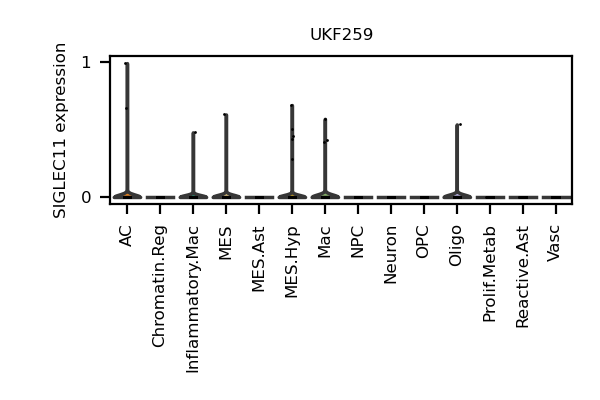 UKF259
SIGLEC11 expression
1
0
AC
Chromatin.Reg
Inflammatory.Mac
MES
MES.Ast
MES.Hyp
Mac
NPC
Neuron
OPC
Oligo
Prolif.Metab
Reactive.Ast
Vasc